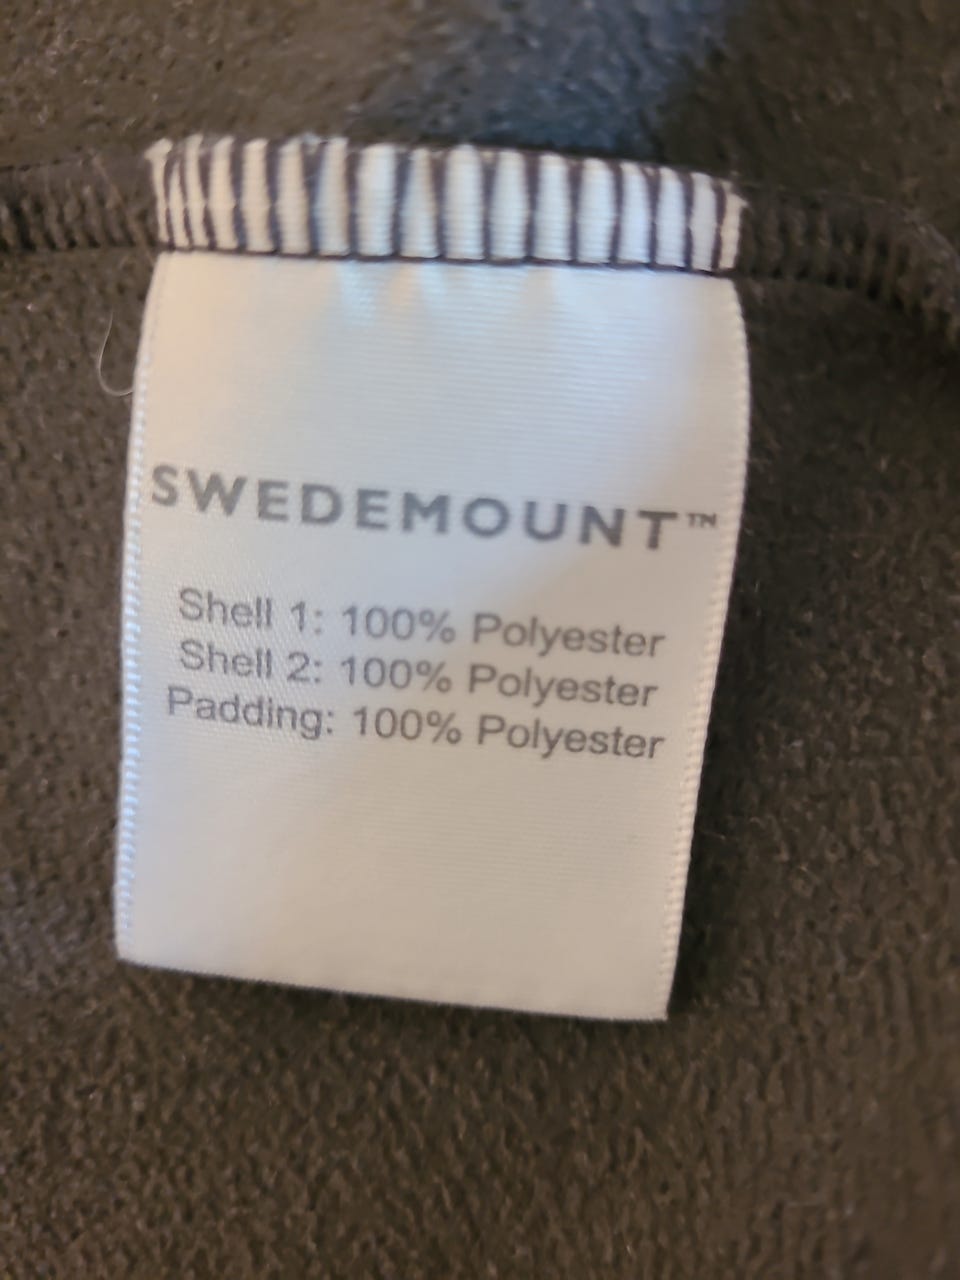 SWEDEMOUNT™
Shell 1: 100% Polyester
Shell 2: 100% Polyester
Padding: 100% Polyester